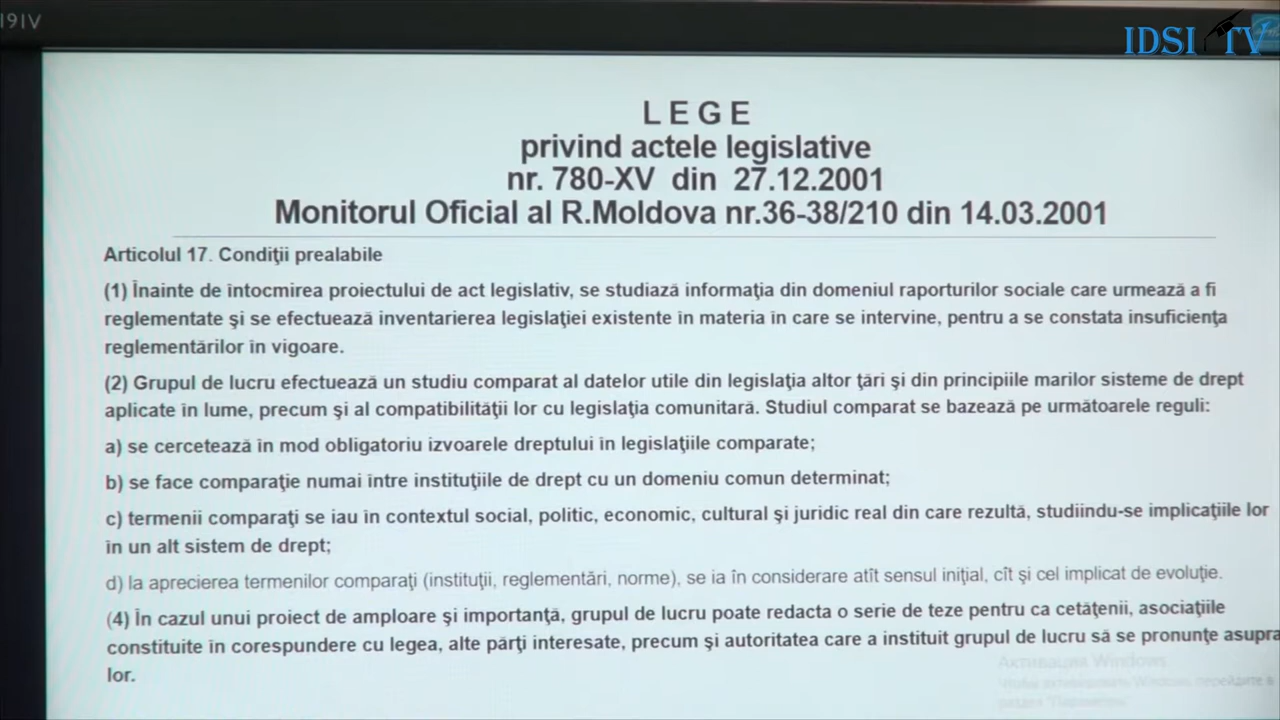 I9IV
IDSI TV
L E G E
privind actele legislative
nr. 780-XV din 27.12.2001
Monitorul Oficial al R.Moldova nr.36-38/210 din 14.03.2001
Articolul 17. Condiţii prealabile
(1) Înainte de întocmirea proiectului de act legislativ, se studiază informaţia din domeniul raporturilor sociale care urmează a fi
reglementate şi se efectuează inventarierea legislaţiei existente în materia în care se intervine, pentru a se constata insuficienţa
reglementărilor în vigoare.
(2) Grupul de lucru efectuează un studiu comparat al datelor utile din legislaţia altor ţări şi din principiile marilor sisteme de drept
aplicate în lume, precum şi al compatibilităţii lor cu legislaţia comunitară. Studiul comparat se bazează pe următoarele reguli:
a) se cercetează în mod obligatoriu izvoarele dreptului în legislaţiile comparate;
b) se face comparaţie numai între instituţiile de drept cu un domeniu comun determinat;
c) termenii comparaţi se iau în contextul social, politic, economic, cultural şi juridic real din care rezultă, studiindu-se implicaţiile lor
în un alt sistem de drept;
d) la aprecierea termenilor comparaţi (instituţii, reglementări, norme), se ia în considerare atît sensul iniţial, cît şi cel implicat de evoluţie.
(4) În cazul unui proiect de amploare şi importanţă, grupul de lucru poate redacta o serie de teze pentru ca cetăţenii, asociaţiile
constituite în corespundere cu legea, alte părţi interesate, precum şi autoritatea care a instituit grupul de lucru să se pronunţe asupra
lor.
Активация Windows
Чтобы активировать Windows, перейдите в
раздел "Параметры".